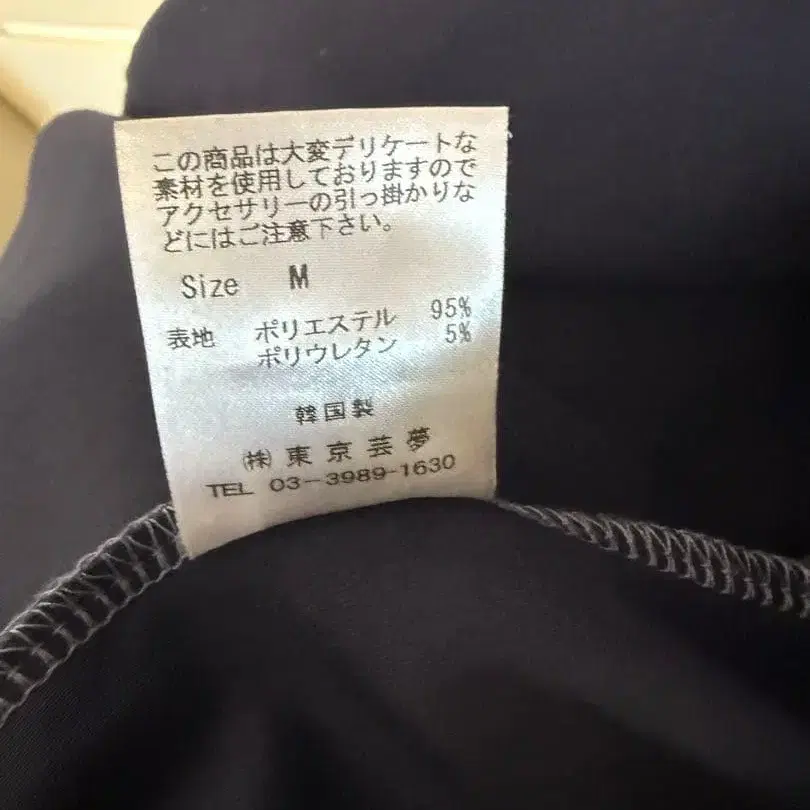 この商品は大変デリケートな
素材を使用しておりますので
アクセサリーの引っ掛かりな
どにはご注意下さい。
Size M
表地 ポリエステル 95%
ポリウレタン 5%
韓国製
㈱ 東京芸夢
TEL 03-3989-1630